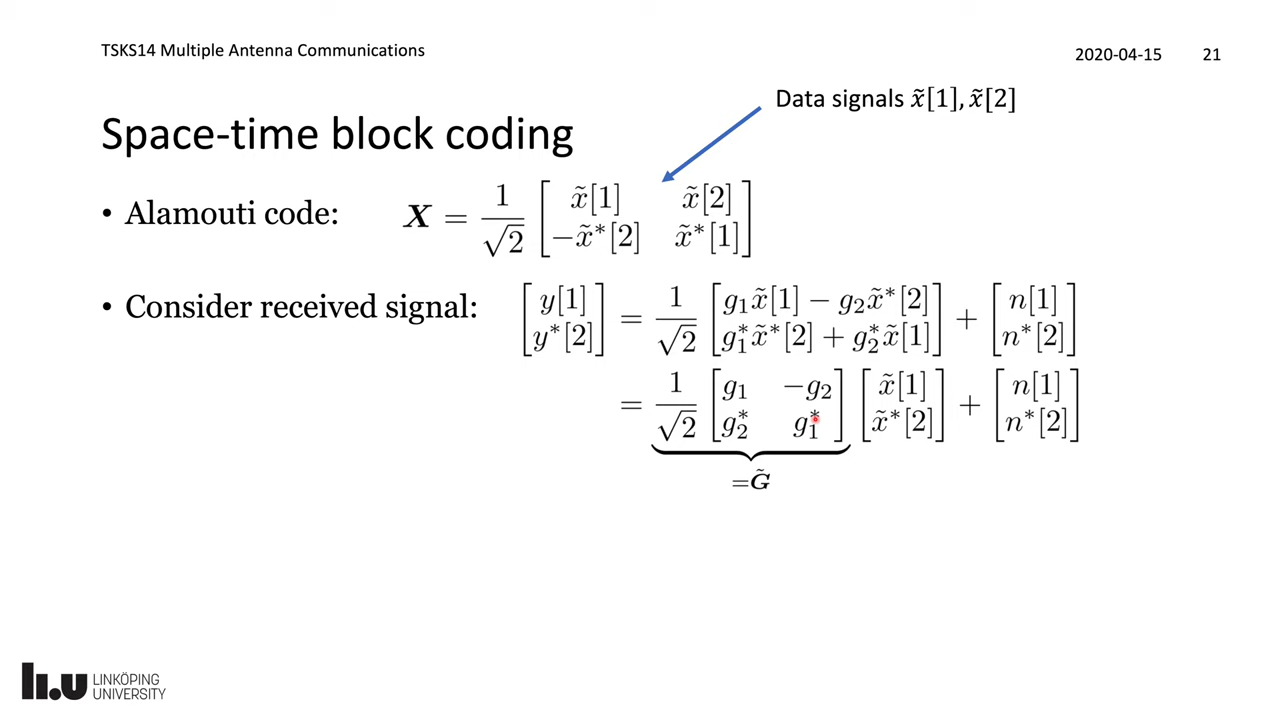 TSKS14 Multiple Antenna Communications
2020-04-15 21
Data signals x̃[1], x̃[2]
Space-time block coding
• Alamouti code: X = 1/√2 [x̃[1] x̃[2]; −x̃*[2] x̃*[1]]
• Consider received signal: [y[1]; y*[2]] = 1/√2 [g₁x̃[1] − g₂x̃*[2]; g₁*x̃*[2] + g₂*x̃[1]] + [n[1]; n*[2]]
= 1/√2 [g₁ −g₂; g₂* g₁*] [x̃[1]; x̃*[2]] + [n[1]; n*[2]]
=G̃
li.u LINKÖPING
UNIVERSITY